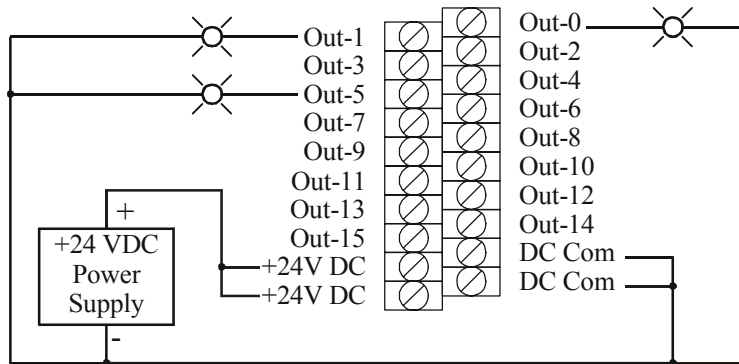 Out-1
Out-3
Out-5
Out-7
Out-9
Out-11
Out-13
Out-15
+24V DC
+24V DC
Out-0
Out-2
Out-4
Out-6
Out-8
Out-10
Out-12
Out-14
DC Com
DC Com
+
+24 VDC
Power
Supply
-